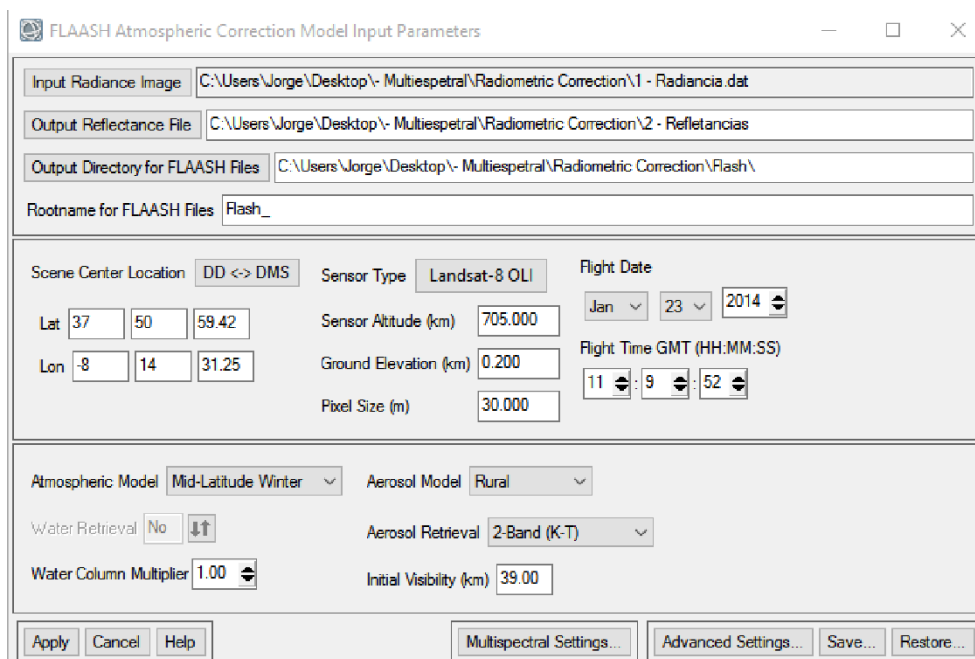 FLAASH Atmospheric Correction Model Input Parameters
Input Radiance Image C:\Users\Jorge\Desktop\- Multiespetral\Radiometric Correction\1 - Radiancia.dat
Output Reflectance File C:\Users\Jorge\Desktop\- Multiespetral\Radiometric Correction\2 - Refletancias
Output Directory for FLAASH Files C:\Users\Jorge\Desktop\- Multiespetral\Radiometric Correction\Flash\
Rootname for FLAASH Files Flash_
Scene Center Location DD <-> DMS
Lat 37 50 59.42
Lon -8 14 31.25
Sensor Type Landsat-8 OLI
Sensor Altitude (km) 705.000
Ground Elevation (km) 0.200
Pixel Size (m) 30.000
Flight Date
Jan 23 2014
Flight Time GMT (HH:MM:SS)
11 : 9 : 52
Atmospheric Model Mid-Latitude Winter
Water Retrieval No
Water Column Multiplier 1.00
Aerosol Model Rural
Aerosol Retrieval 2-Band (K-T)
Initial Visibility (km) 39.00
Apply Cancel Help Multispectral Settings... Advanced Settings... Save... Restore...